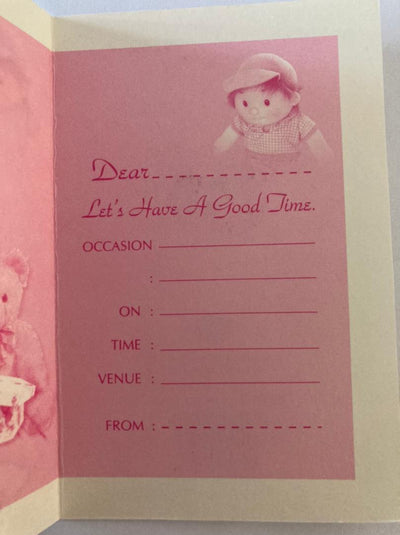 Dear
Let's Have A Good Time.
OCCASION
:
ON :
TIME :
VENUE :
FROM :